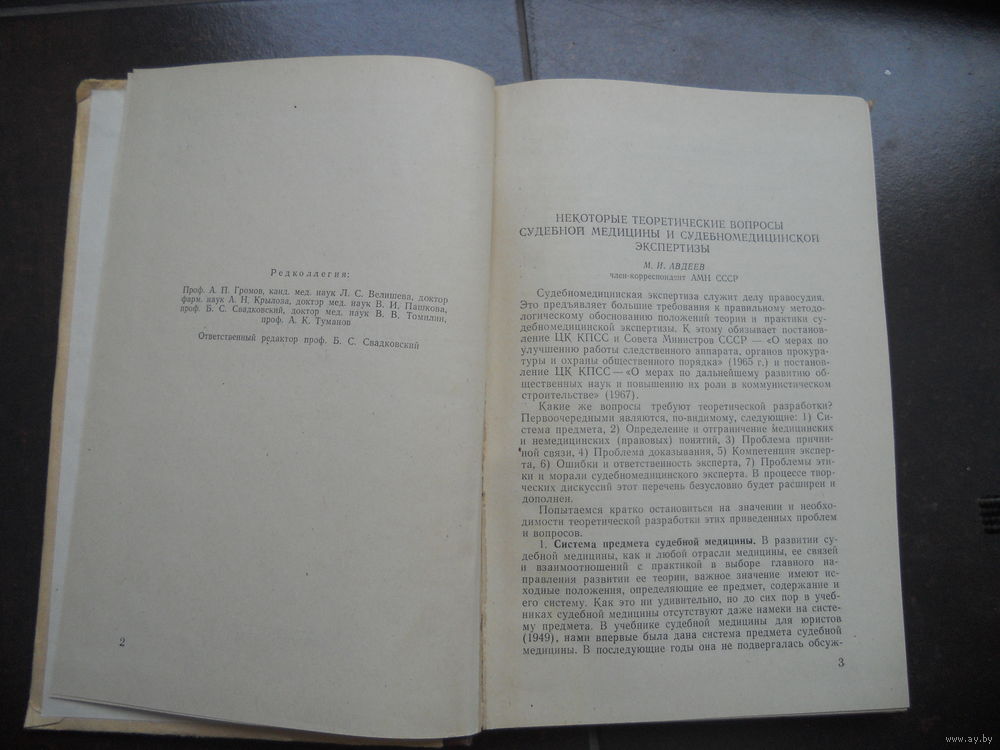 Редколлегия:
Проф. А. П. Громов, канд. мед. наук Л. С. Велишева, доктор
фарм. наук А. Н. Крылова, доктор мед. наук В. И. Пашкова,
проф. Б. С. Свадковский, доктор мед. наук В. В. Томилин,
проф. А. К. Туманов
Ответственный редактор проф. Б. С. Свадковский
2
НЕКОТОРЫЕ ТЕОРЕТИЧЕСКИЕ ВОПРОСЫ
СУДЕБНОЙ МЕДИЦИНЫ И СУДЕБНОМЕДИЦИНСКОЙ
ЭКСПЕРТИЗЫ
М. И. АВДЕЕВ
член-корреспондент АМН СССР
Судебномедицинская экспертиза служит делу правосудия.
Это предъявляет большие требования к правильному методо-
логическому обоснованию положений теории и практики су-
дебномедицинской экспертизы. К этому обязывает постанов-
ление ЦК КПСС и Совета Министров СССР — «О мерах по
улучшению работы следственного аппарата, органов прокура-
туры и охраны общественного порядка» (1965 г.) и постанов-
ление ЦК КПСС — «О мерах по дальнейшему развитию об-
щественных наук и повышению их роли в коммунистическом
строительстве» (1967).
Какие же вопросы требуют теоретической разработки?
Первоочередными являются, по-видимому, следующие: 1) Си-
стема предмета, 2) Определение и отграничение медицинских
и немедицинских (правовых) понятий, 3) Проблема причин-
ной связи, 4) Проблема доказывания, 5) Компетенция экспер-
та, 6) Ошибки и ответственность эксперта, 7) Проблемы эти-
ки и морали судебномедицинского эксперта. В процессе твор-
ческих дискуссий этот перечень безусловно будет расширен и
дополнен.
Попытаемся кратко остановиться на значении и необхо-
димости теоретической разработки этих приведенных проблем
и вопросов.
1. Система предмета судебной медицины. В развитии су-
дебной медицины, как и любой отрасли медицины, ее связей
и взаимоотношений с практикой в выборе главного на-
правления развитии ее теории, важное значение имеют ис-
ходные положения, определяющие ее предмет, содержание и
его систему. Как это ни удивительно, но до сих пор в учеб-
никах судебной медицины отсутствуют даже намеки на систе-
му предмета. В учебнике судебной медицины для юристов
(1949), нами впервые была дана система предмета судебной
медицины. В последующие годы она не подвергалась обсуж-
3
www.ay.by